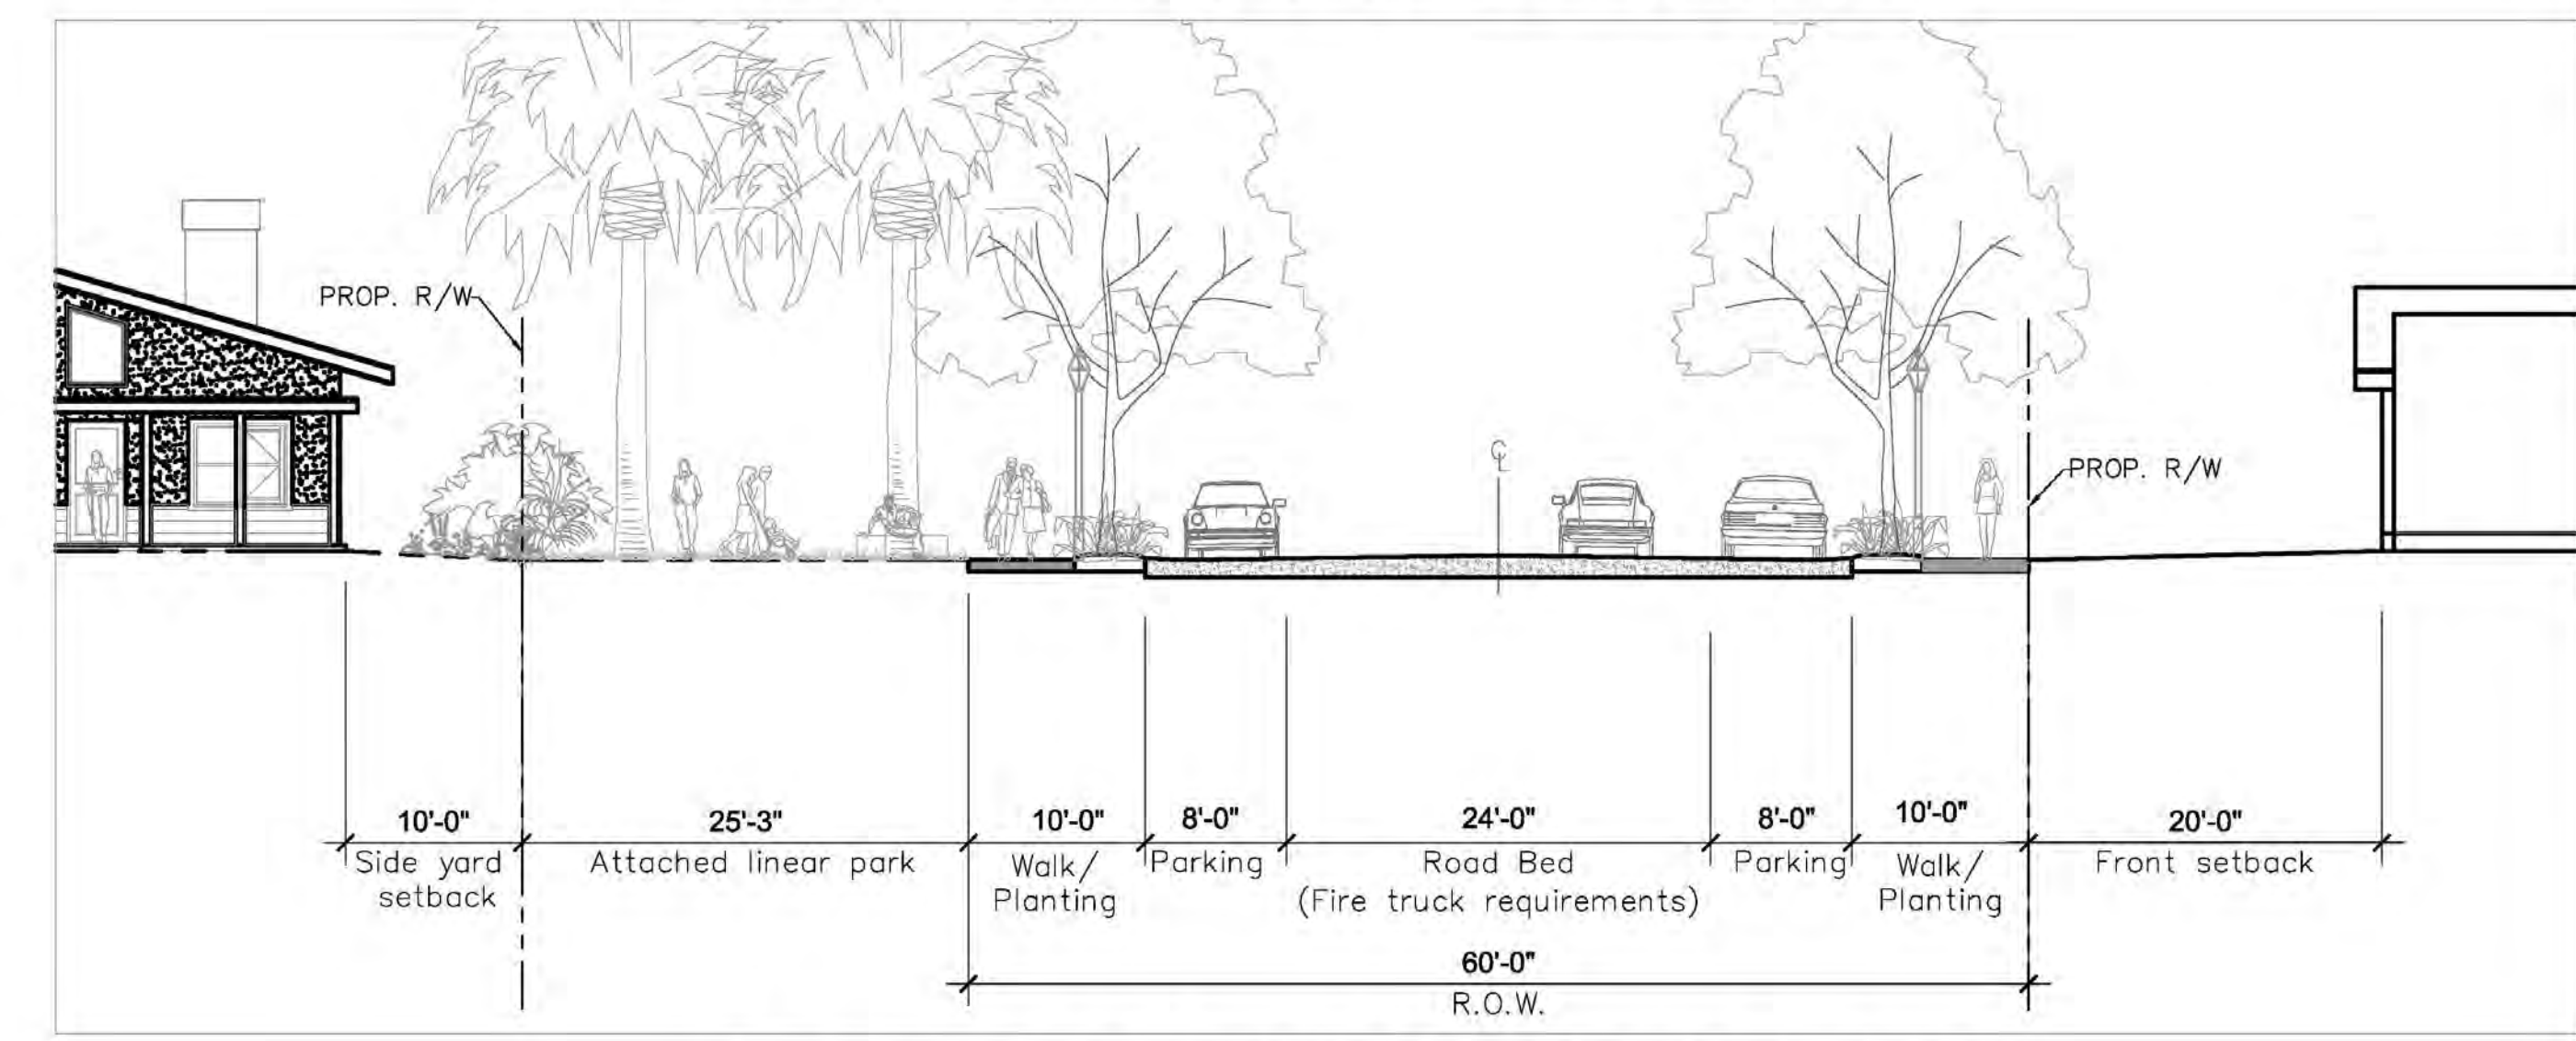 PROP. R/W
℄
PROP. R/W
10'-0"
25'-3"
10'-0"
8'-0"
24'-0"
8'-0"
10'-0"
20'-0"
Side yard
setback
Attached linear park
Walk/
Planting
Parking
Road Bed
(Fire truck requirements)
Parking
Walk/
Planting
Front setback
60'-0"
R.O.W.